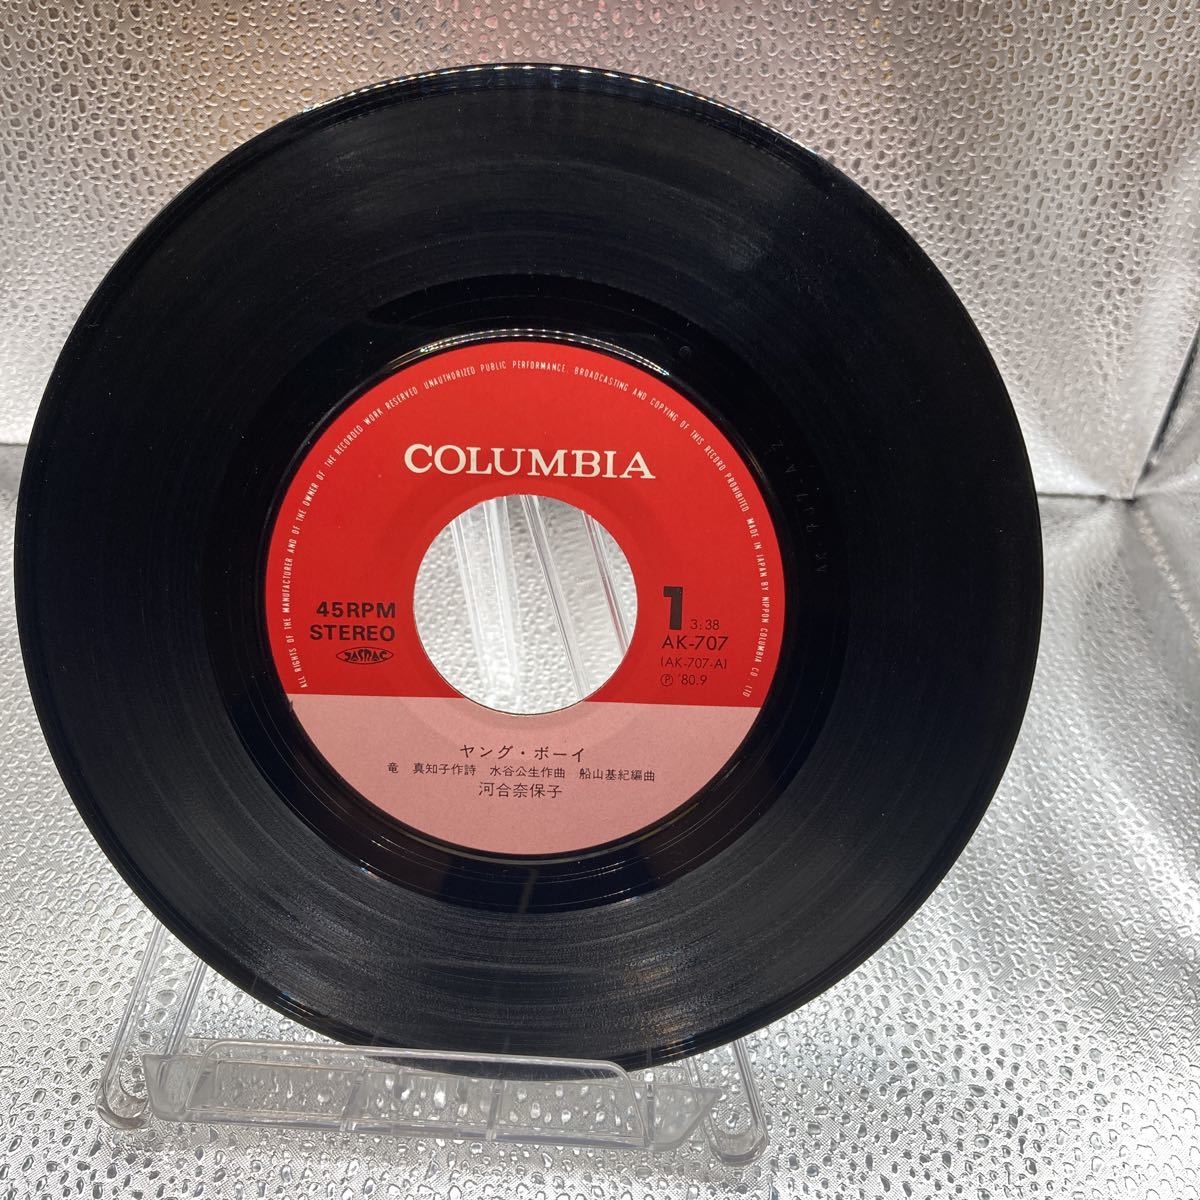 ALL RIGHTS OF THE MANUFACTURER AND OF THE OWNER OF THE RECORDED WORK RESERVED. UNAUTHORIZED PUBLIC PERFORMANCE, BROADCASTING AND COPYING OF THIS RECORD PROHIBITED. MADE IN JAPAN BY NIPPON COLUMBIA CO., LTD
COLUMBIA
45RPM
STEREO
JASRAC
1 3:38
AK-707
(AK-707-A)
Ⓟ '80.9
ヤング・ボーイ
竜 真知子作詩 水谷公生作曲 船山基紀編曲
河合奈保子